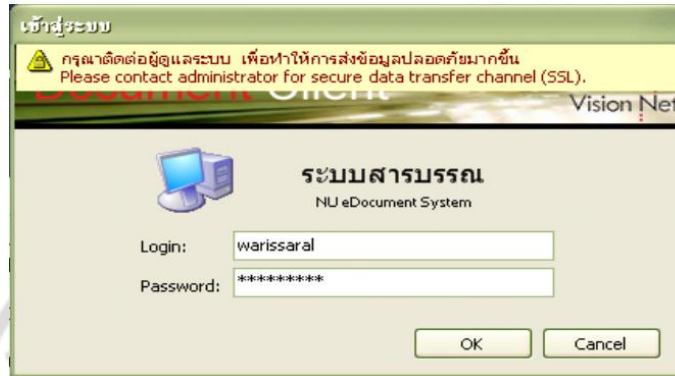 เข้าสู่ระบบ
กรุณาติดต่อผู้ดูแลระบบ เพื่อทำให้การส่งข้อมูลปลอดภัยมากขึ้น
Please contact administrator for secure data transfer channel (SSL).
Document Client
Vision Net
ระบบสารบรรณ
NU eDocument System
Login: warissaral
Password: *********
OK Cancel